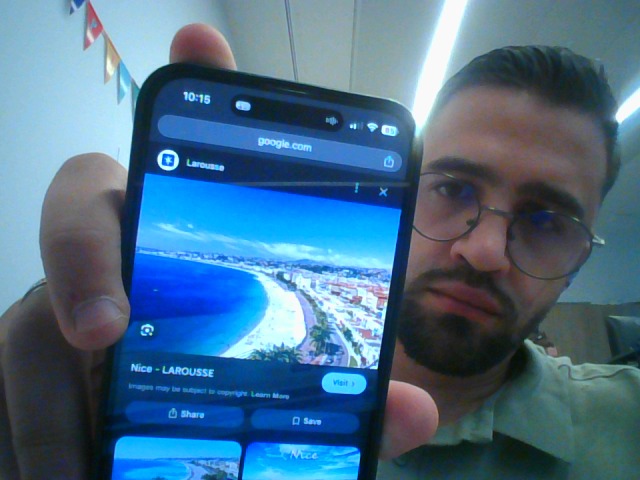 10:15
89
google.com
Larousse
Nice - LAROUSSE
Visit >
Images may be subject to copyright. Learn More
Share
Save
Nice